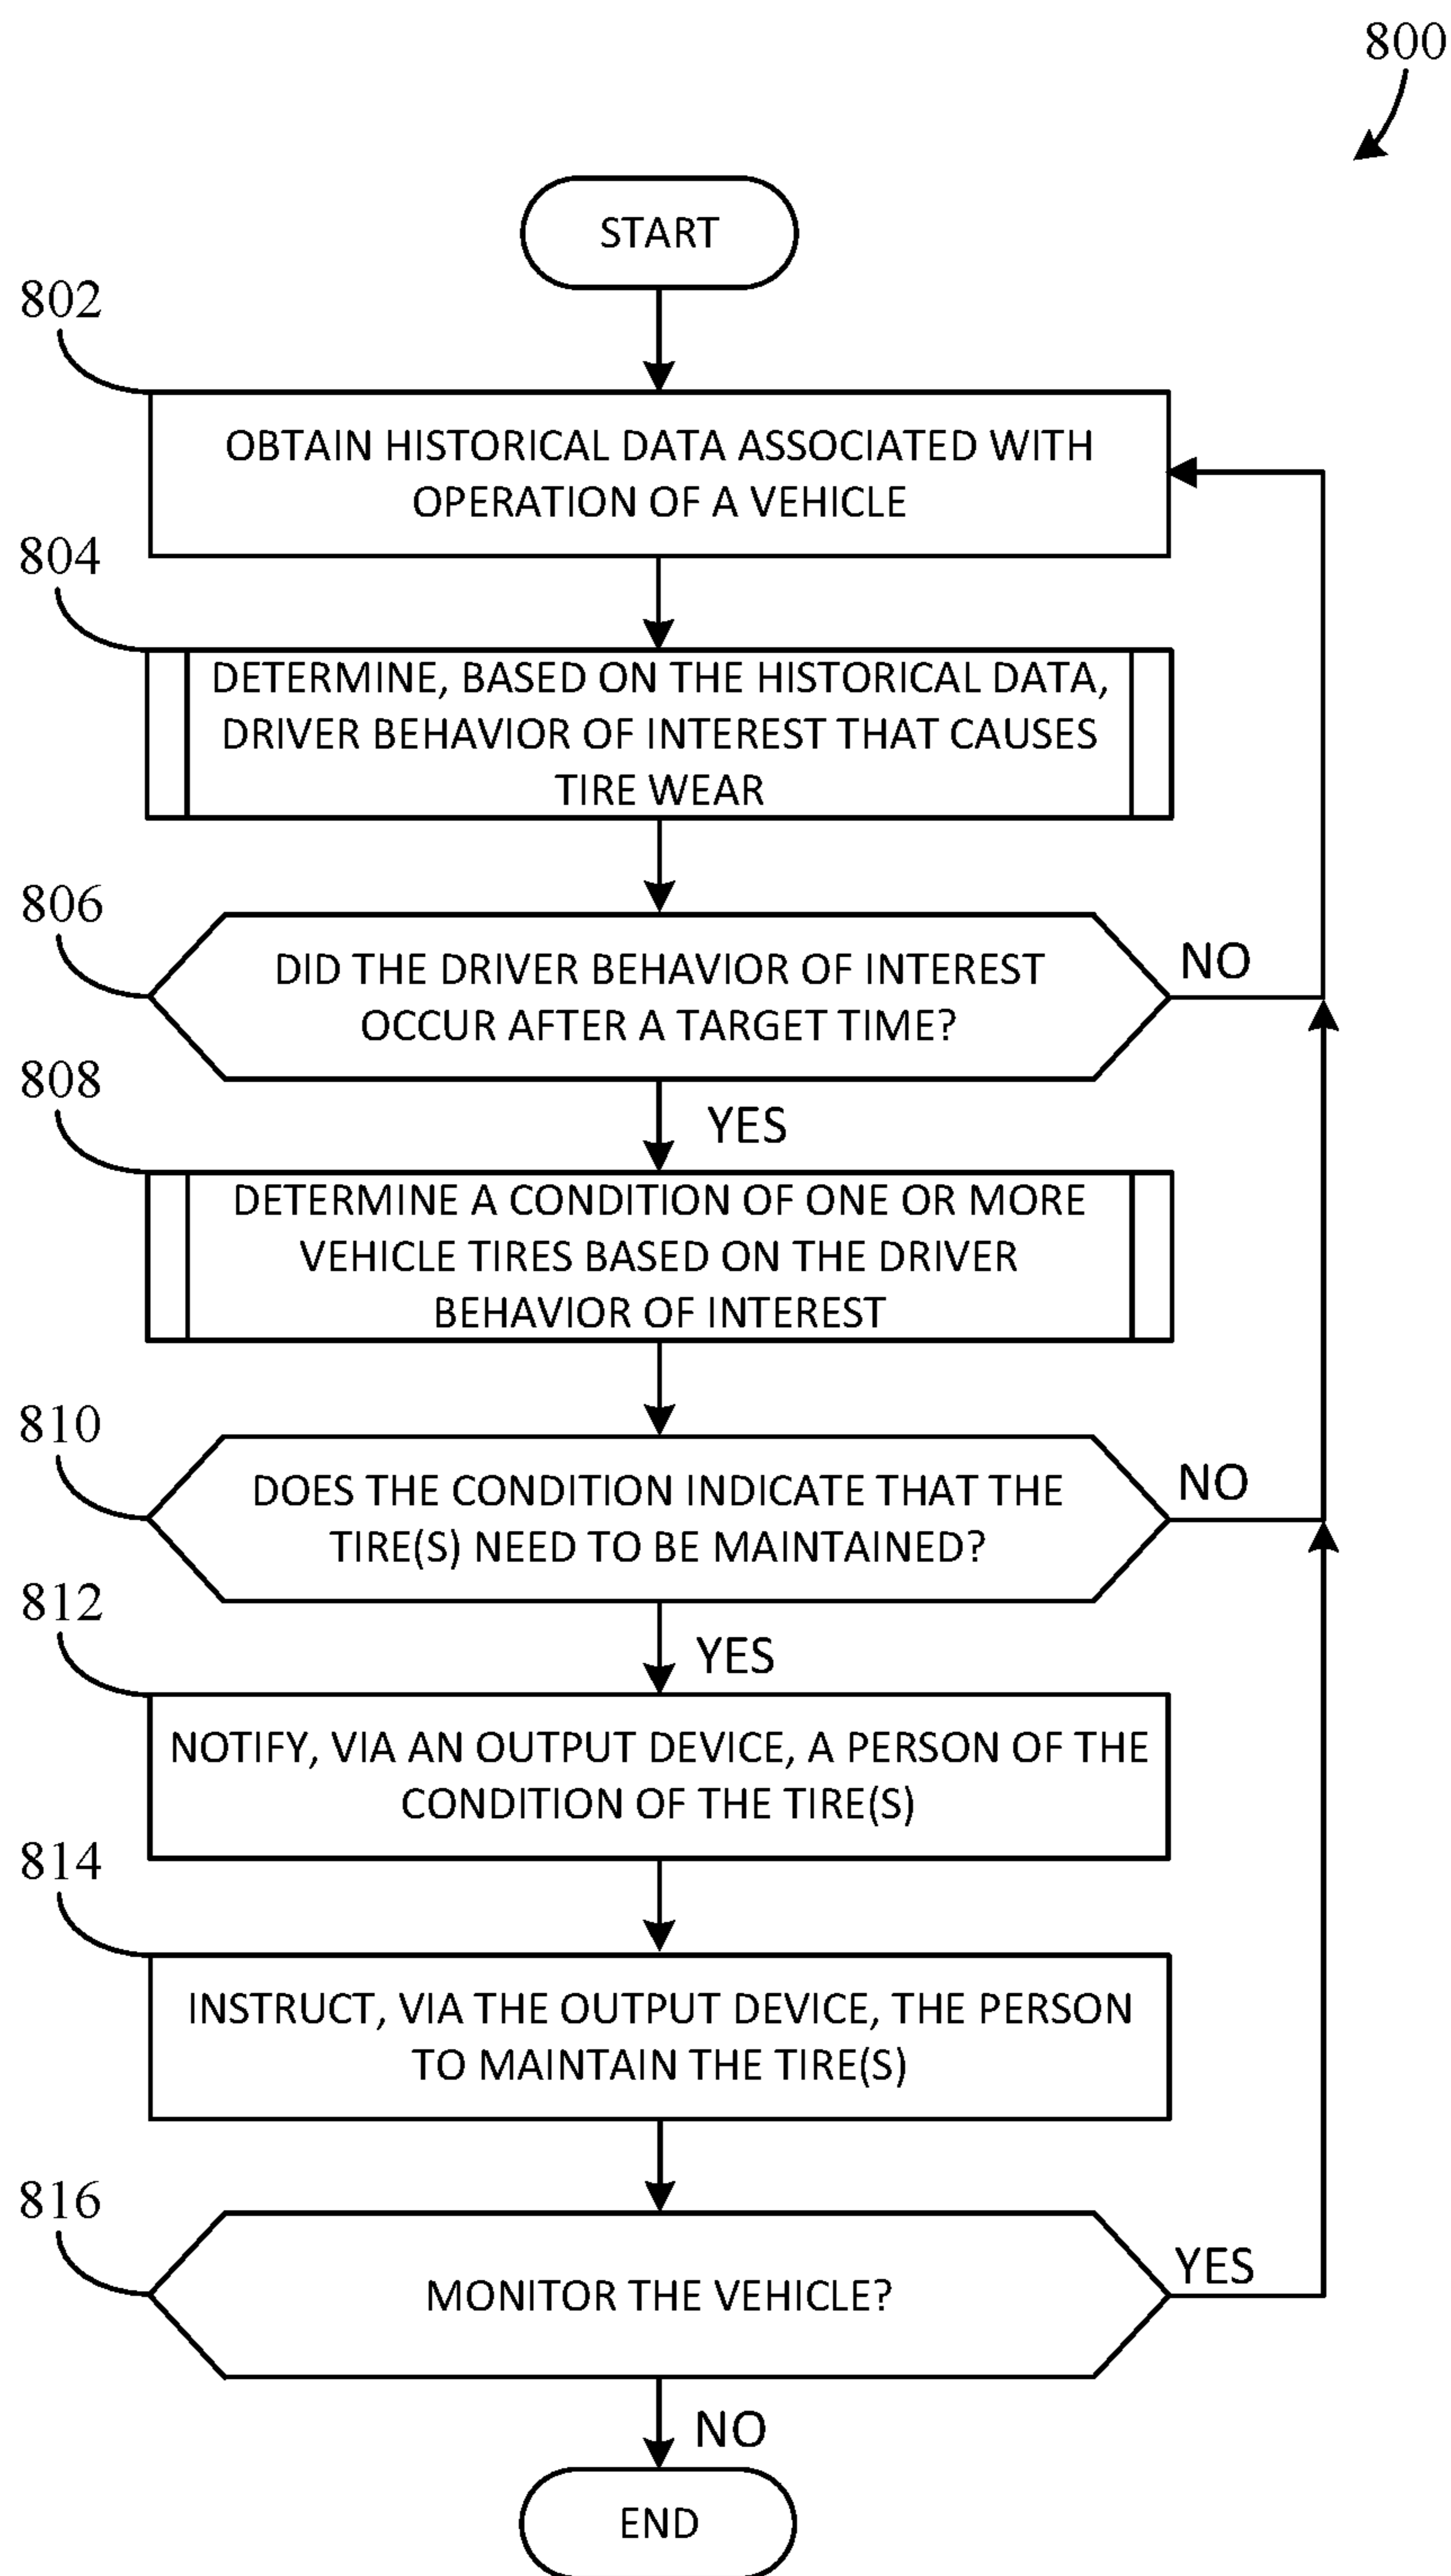 800
START
802
OBTAIN HISTORICAL DATA ASSOCIATED WITH
OPERATION OF A VEHICLE
804
DETERMINE, BASED ON THE HISTORICAL DATA,
DRIVER BEHAVIOR OF INTEREST THAT CAUSES
TIRE WEAR
806
DID THE DRIVER BEHAVIOR OF INTEREST
OCCUR AFTER A TARGET TIME?
NO
808
YES
DETERMINE A CONDITION OF ONE OR MORE
VEHICLE TIRES BASED ON THE DRIVER
BEHAVIOR OF INTEREST
810
DOES THE CONDITION INDICATE THAT THE
TIRE(S) NEED TO BE MAINTAINED?
NO
812
YES
NOTIFY, VIA AN OUTPUT DEVICE, A PERSON OF THE
CONDITION OF THE TIRE(S)
814
INSTRUCT, VIA THE OUTPUT DEVICE, THE PERSON
TO MAINTAIN THE TIRE(S)
816
MONITOR THE VEHICLE?
YES
NO
END